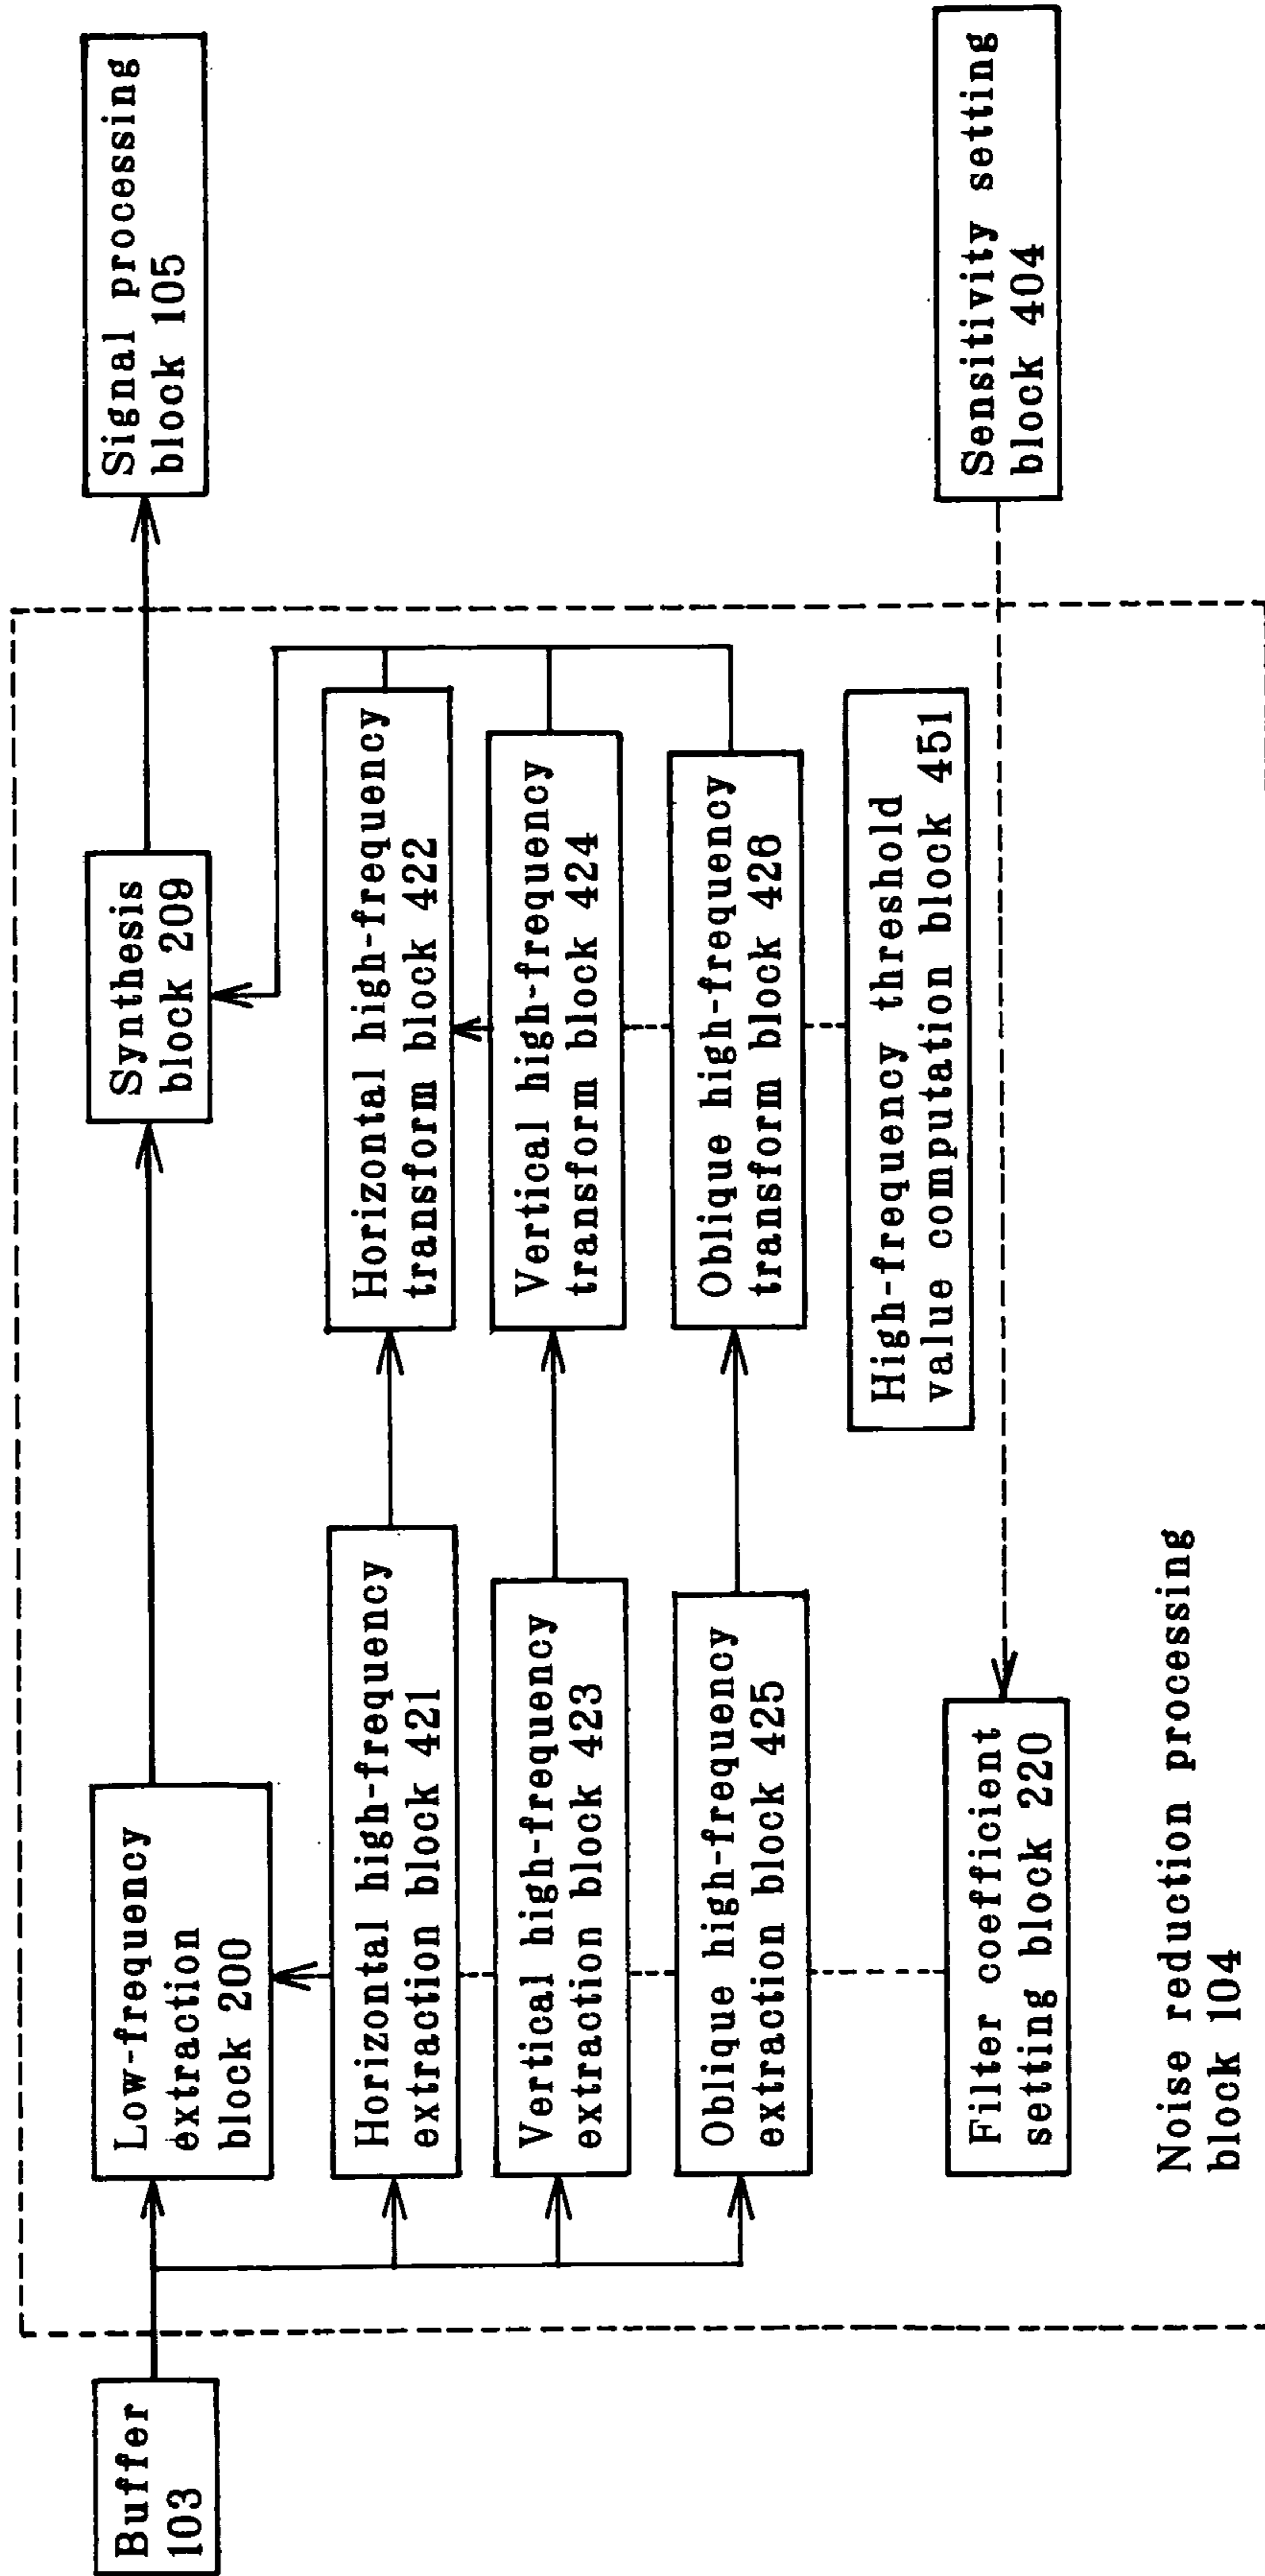 Buffer
103
Low-frequency
extraction
block 200
Synthesis
block 209
Signal processing
block 105
Horizontal high-frequency
extraction block 421
Horizontal high-frequency
transform block 422
Vertical high-frequency
extraction block 423
Vertical high-frequency
transform block 424
Oblique high-frequency
extraction block 425
Oblique high-frequency
transform block 426
High-frequency threshold
value computation block 451
Filter coefficient
setting block 220
Sensitivity setting
block 404
Noise reduction processing
block 104